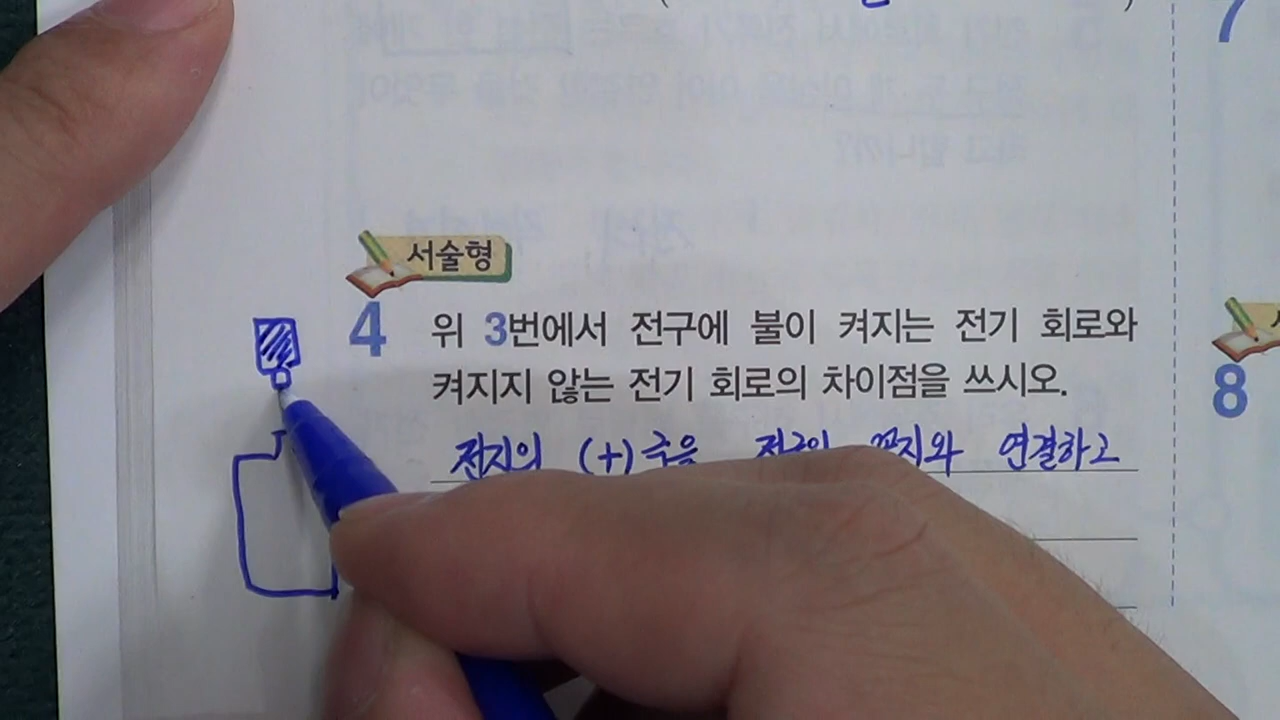 7
서술형
4 위 3번에서 전구에 불이 켜지는 전기 회로와
켜지지 않는 전기 회로의 차이점을 쓰시오.
전지의 (+)극을 전구의 꼭지와 연결하고
8